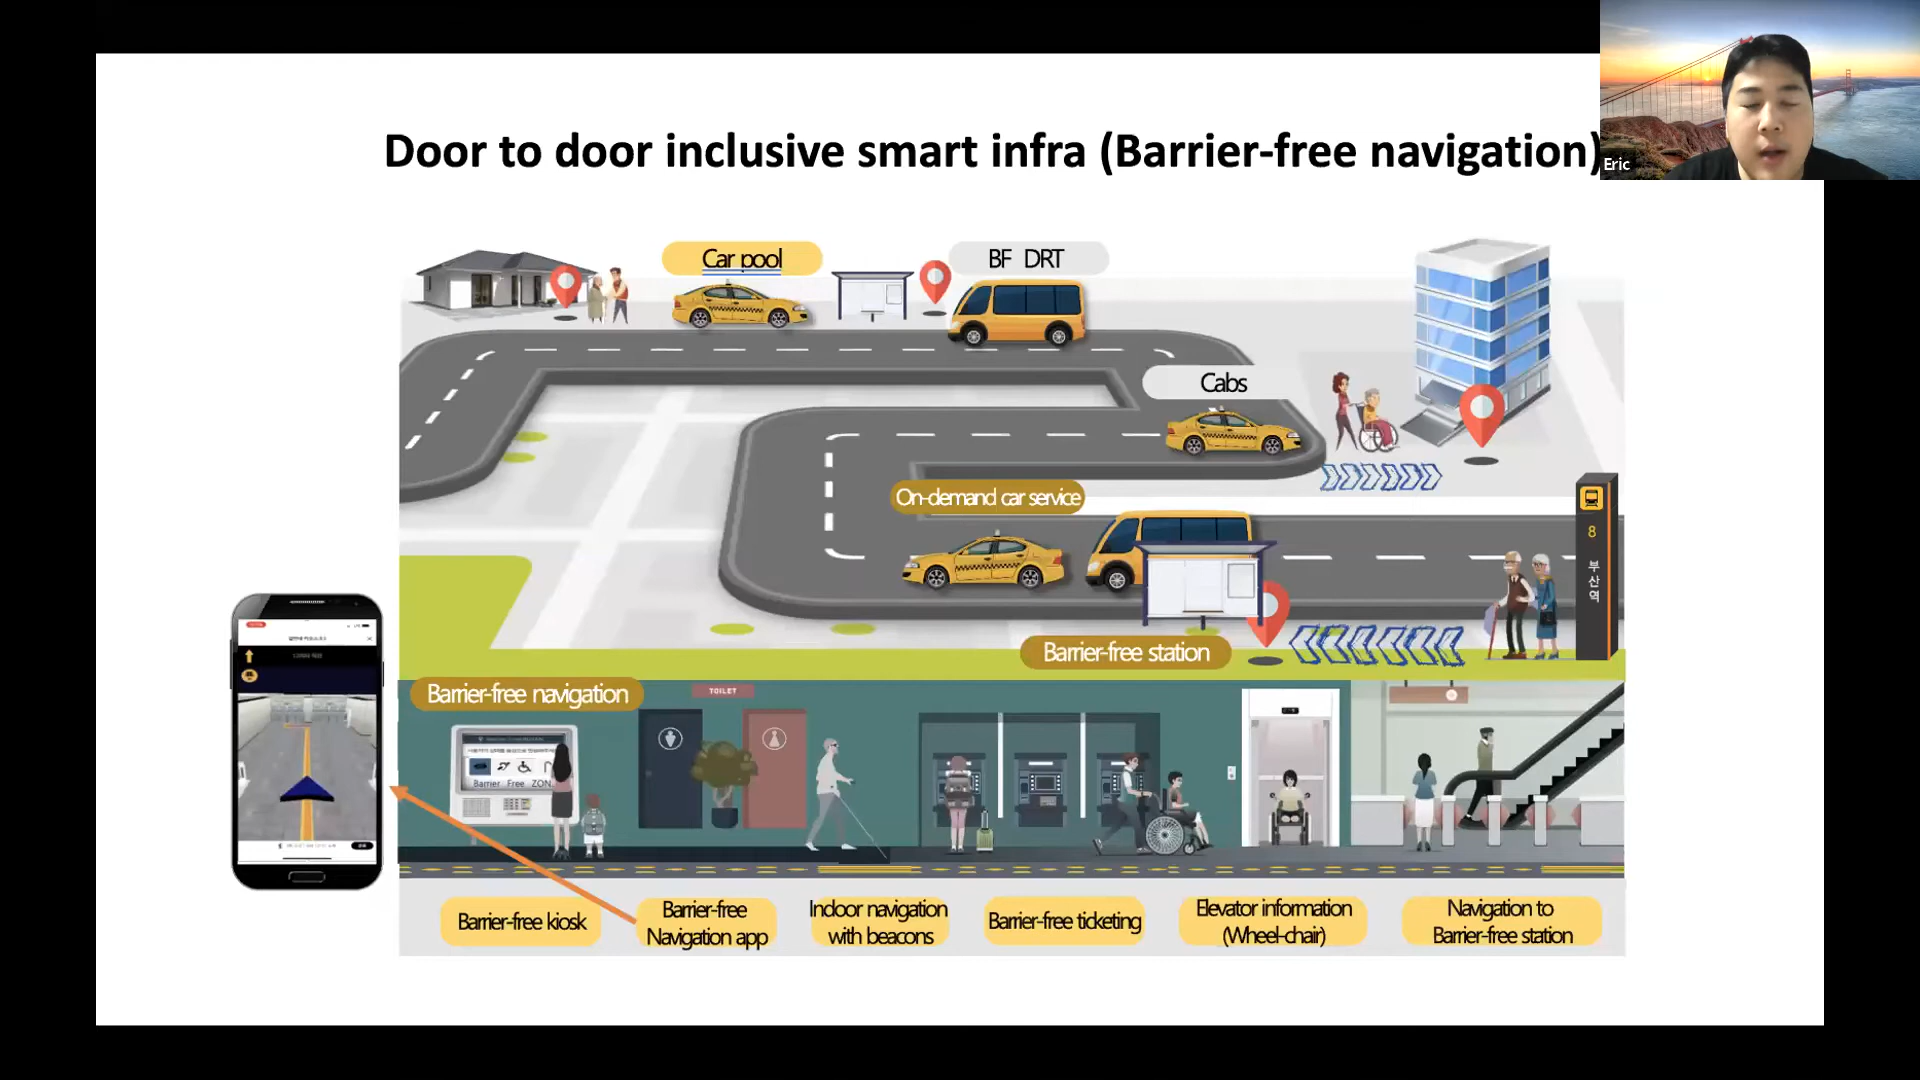 Door to door inclusive smart infra (Barrier-free navigation)
Eric
Car pool
BF DRT
Cabs
On-demand car service
8
부산역
Barrier-free station
Barrier-free navigation
TOILET
Barrier Free ZON
Barrier-free kiosk
Barrier-free
Navigation app
Indoor navigation
with beacons
Barrier-free ticketing
Elevator information
(Wheel-chair)
Navigation to
Barrier-free station